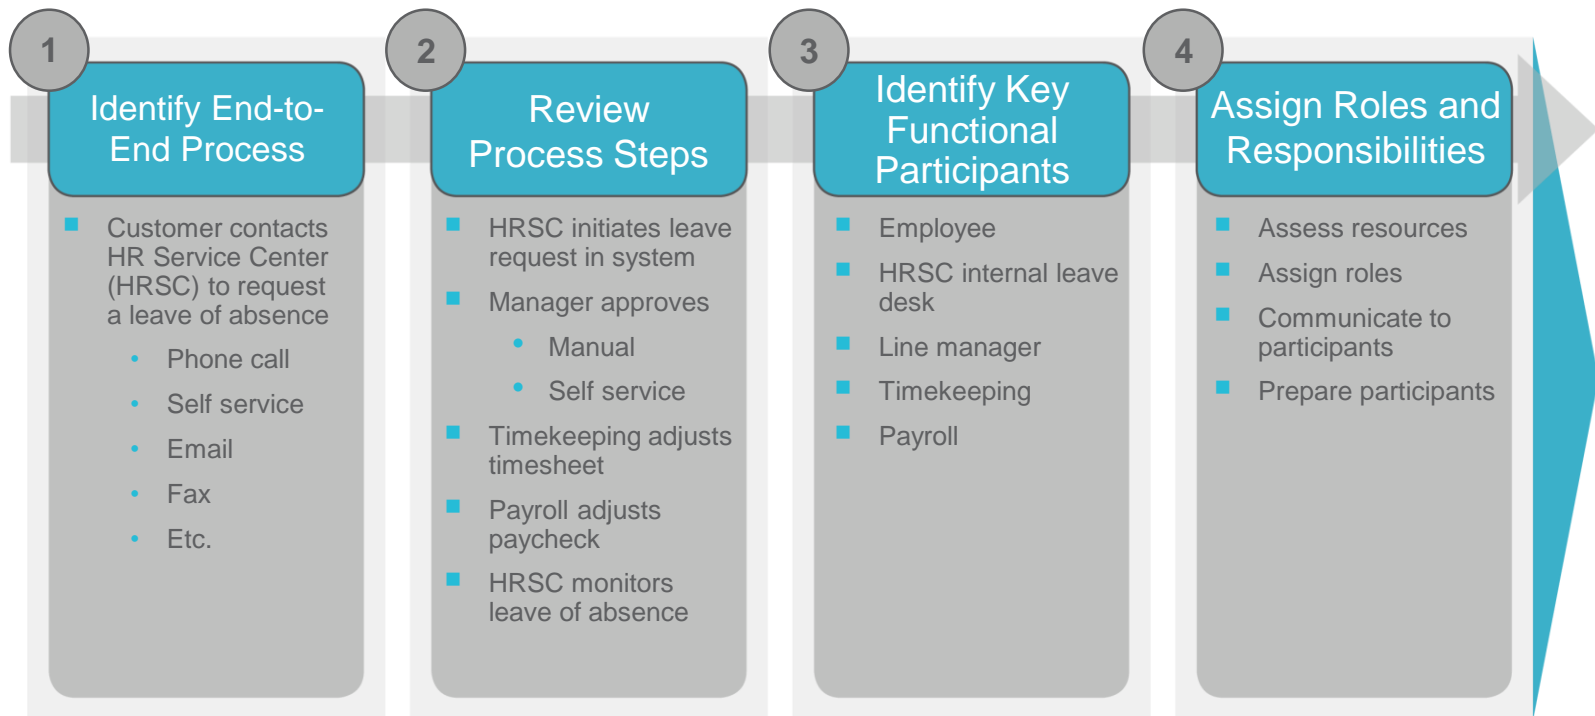 1
Identify End-to-
End Process
Customer contacts
HR Service Center
(HRSC) to request
a leave of absence
Phone call
Self service
Email
Fax
Etc.
2
Review
Process Steps
HRSC initiates leave
request in system
Manager approves
Manual
Self service
Timekeeping adjusts
timesheet
Payroll adjusts
paycheck
HRSC monitors
leave of absence
3
Identify Key
Functional
Participants
Employee
HRSC internal leave
desk
Line manager
Timekeeping
Payroll
4
Assign Roles and
Responsibilities
Assess resources
Assign roles
Communicate to
participants
Prepare participants